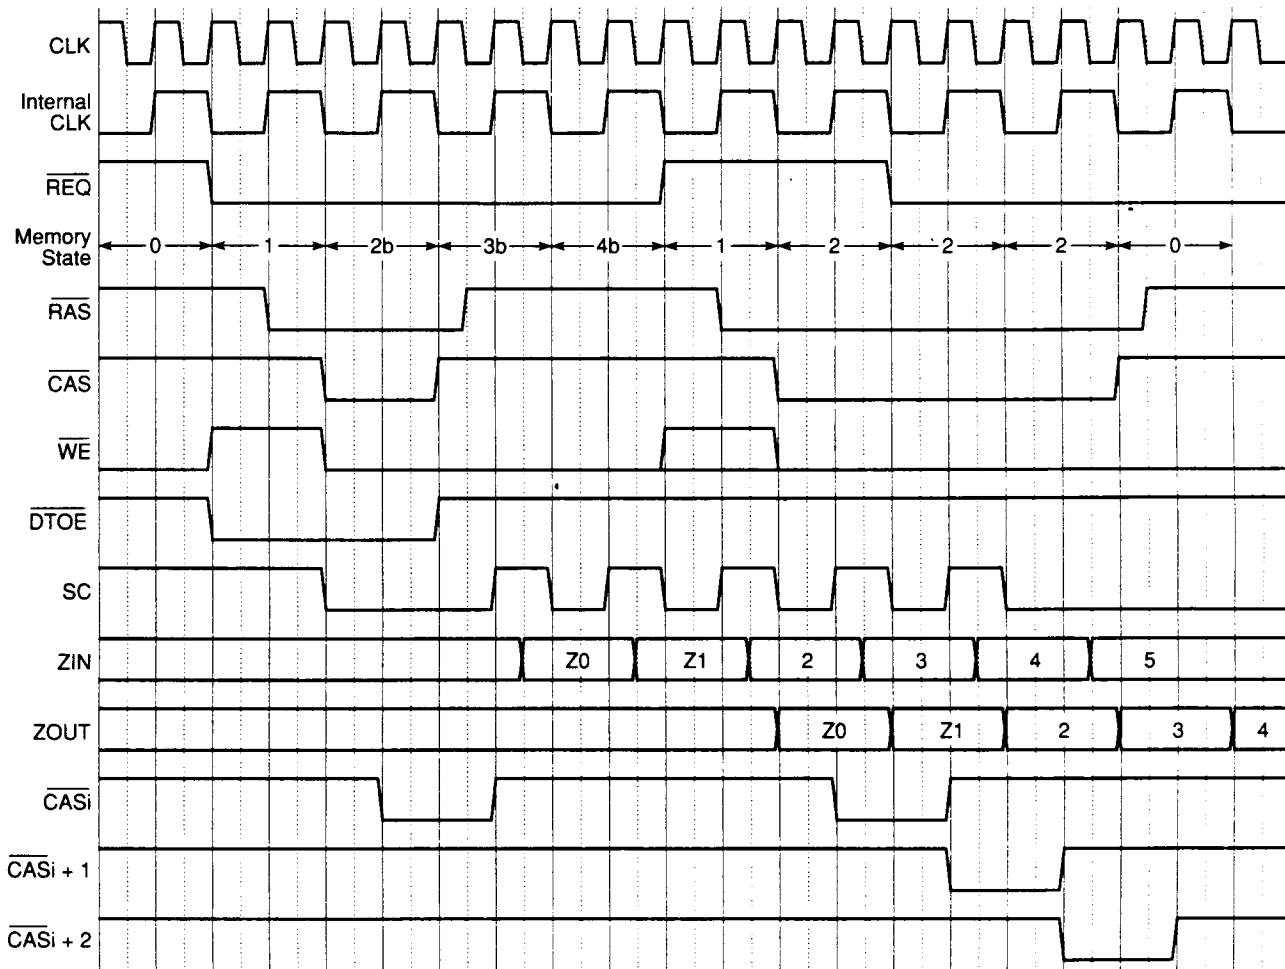 CLK
Internal
CLK
REQ
Memory
State
0 1 2b 3b 4b 1 2 2 2 0
RAS
CAS
WE
DTOE
SC
ZIN Z0 Z1 2 3 4 5
ZOUT Z0 Z1 2 3 4
CASi
CASi + 1
CASi + 2